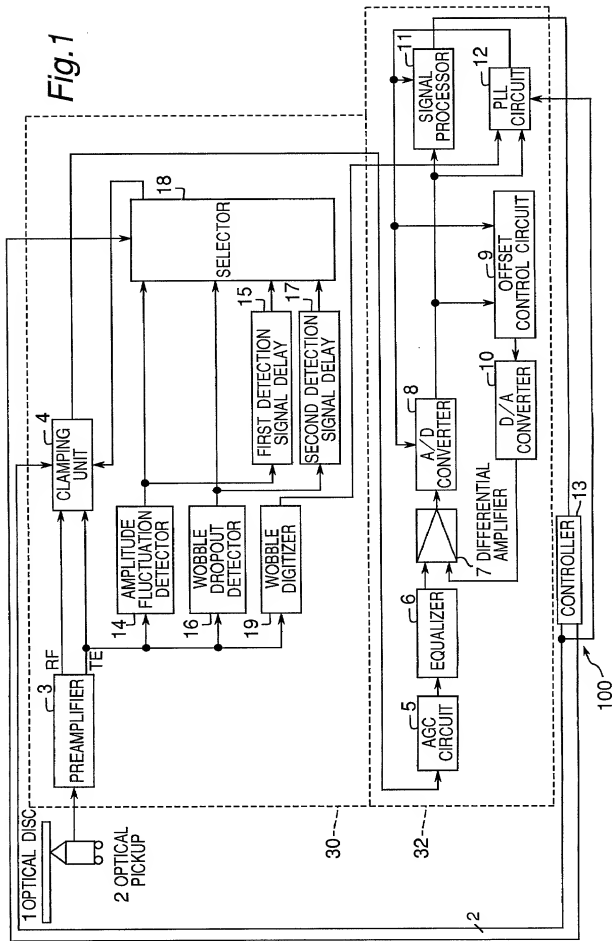 Fig.1
1 OPTICAL DISC
2 OPTICAL
PICKUP
3
PREAMPLIFIER
RF
TE
4
CLAMPING
UNIT
14
AMPLITUDE
FLUCTUATION
DETECTOR
16
WOBBLE
DROPOUT
DETECTOR
19
WOBBLE
DIGITIZER
15
FIRST DETECTION
SIGNAL DELAY
17
SECOND DETECTION
SIGNAL DELAY
18
SELECTOR
30
32
5
AGC
CIRCUIT
6
EQUALIZER
7 DIFFERENTIAL
AMPLIFIER
8
A/D
CONVERTER
10
D/A
CONVERTER
9
OFFSET
CONTROL CIRCUIT
11
SIGNAL
PROCESSOR
12
PLL
CIRCUIT
13
CONTROLLER
2
100